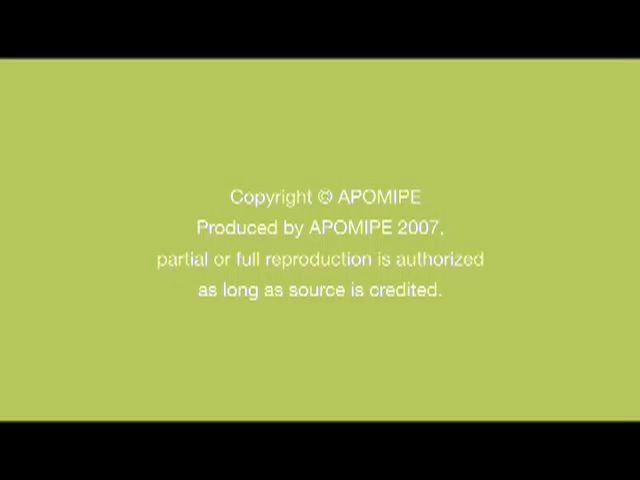 Copyright © APOMIPE
Produced by APOMIPE 2007,
partial or full reproduction is authorized
as long as source is credited.